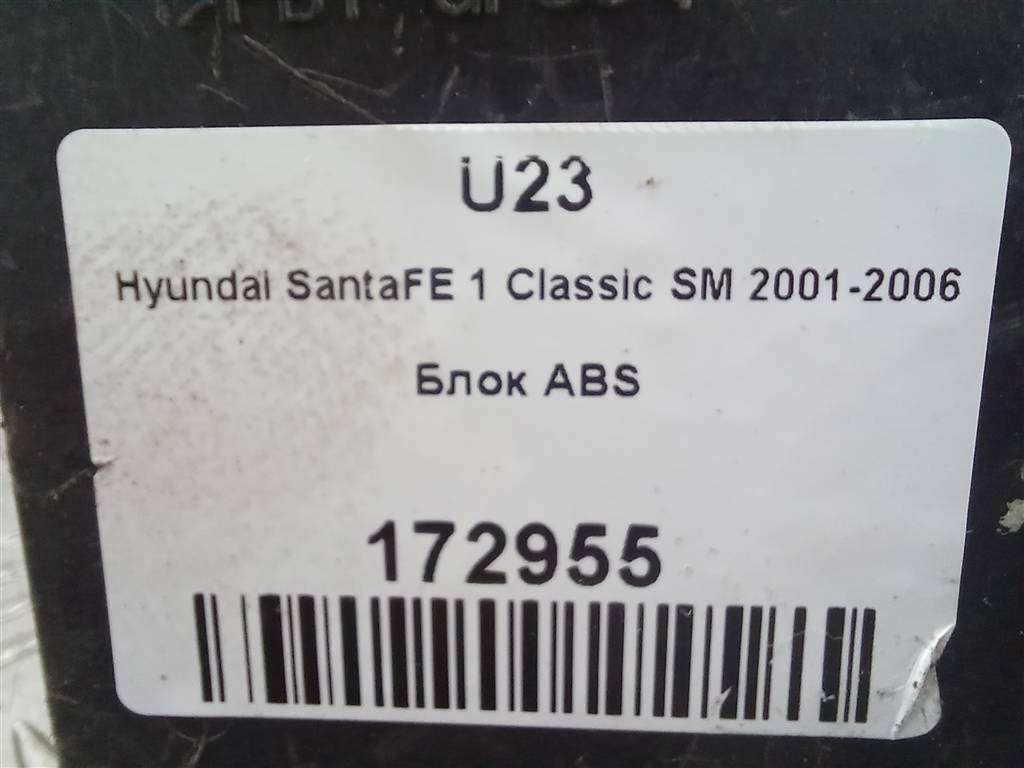 U23
Hyundai SantaFE 1 Classic SM 2001-2006
Блок ABS
172955